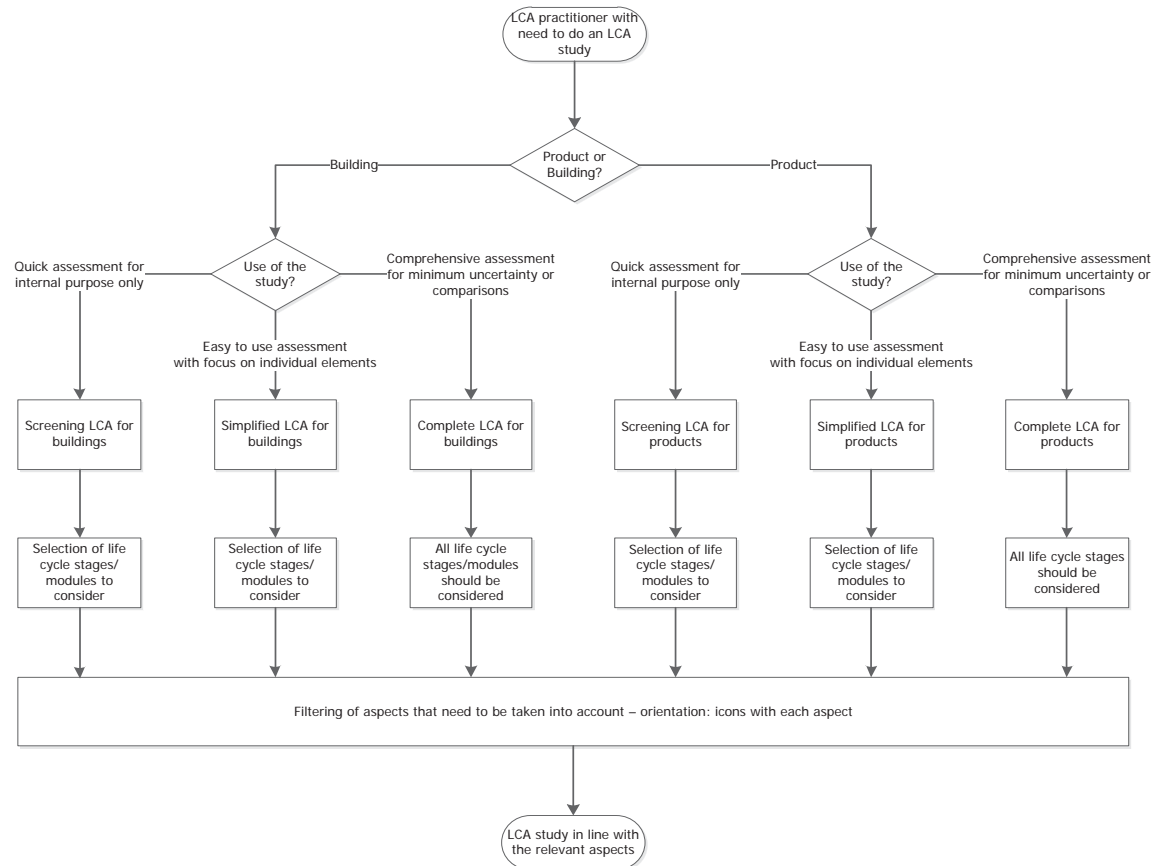 LCA practitioner with
need to do an LCA
study
Product or
Building?
Building
Product
Use of the
study?
Quick assessment for
internal purpose only
Comprehensive assessment
for minimum uncertainty or
comparisons
Easy to use assessment
with focus on individual elements
Use of the
study?
Quick assessment for
internal purpose only
Comprehensive assessment
for minimum uncertainty or
comparisons
Easy to use assessment
with focus on individual elements
Screening LCA for
buildings
Simplified LCA for
buildings
Complete LCA for
buildings
Screening LCA for
products
Simplified LCA for
products
Complete LCA for
products
Selection of life
cycle stages/
modules to
consider
Selection of life
cycle stages/
modules to
consider
All life cycle
stages/modules
should be
considered
Selection of life
cycle stages/
modules to
consider
Selection of life
cycle stages/
modules to
consider
All life cycle stages
should be
considered
Filtering of aspects that need to be taken into account – orientation: icons with each aspect
LCA study in line with
the relevant aspects